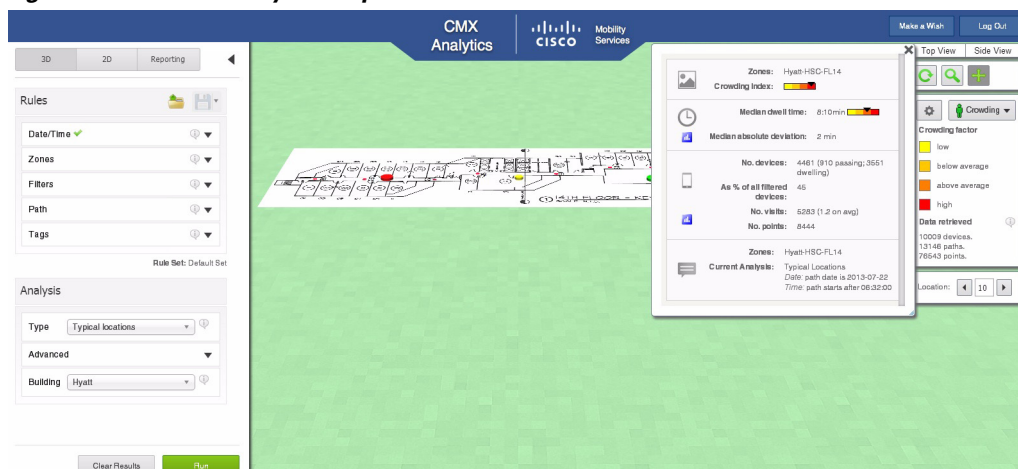 CMX
Analytics
CISCO
Mobility
Services
Make a Wish
Log Out
3D
2D
Reporting
Top View
Side View
Rules
Date/Time
Zones
Filters
Path
Tags
Rule Set: Default Set
Analysis
Type
Typical locations
Advanced
Building
Hyatt
Clear Results
Run
Zones: Hyatt-HSC-FL14
Crowding Index:
Median dwell time: 8:10min
Median absolute deviation: 2 min
No. devices: 4461 (910 passing; 3551
dwelling)
As % of all filtered 45
devices:
No. visits: 5283 (1.2 on avg)
No. points: 8444
Zones: Hyatt-HSC-FL14
Current Analysis: Typical Locations
Date: path date is 2013-07-22
Time: path starts after 06:32:00
Crowding
Crowding factor
low
below average
above average
high
Data retrieved
10009 devices.
13146 paths.
76543 points.
Location:
10